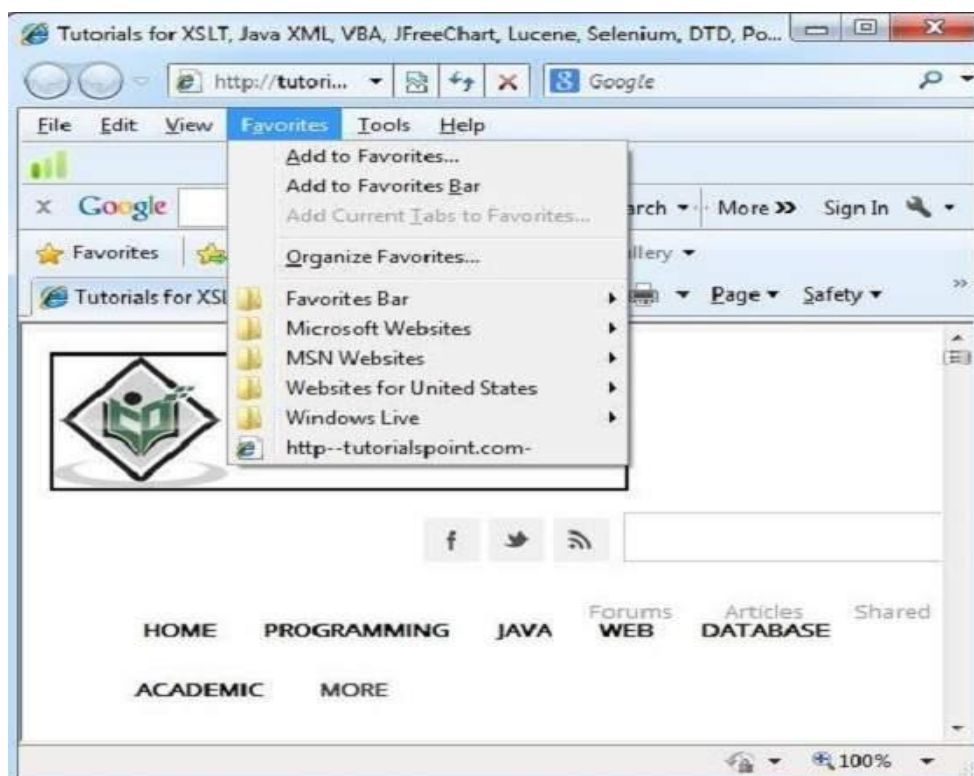 Tutorials for XSLT, Java XML, VBA, JFreeChart, Lucene, Selenium, DTD, Po...
http://tutori... Google
File Edit View Favorites Tools Help
Add to Favorites...
Add to Favorites Bar
x Google arch More >> Sign In
Add Current Tabs to Favorites...
Favorites Organize Favorites... llery
Tutorials for XSL Favorites Bar Page Safety >>
Microsoft Websites
MSN Websites
Websites for United States
Windows Live
http--tutorialspoint.com-
f
Forums Articles Shared
HOME PROGRAMMING JAVA WEB DATABASE
ACADEMIC MORE
100%